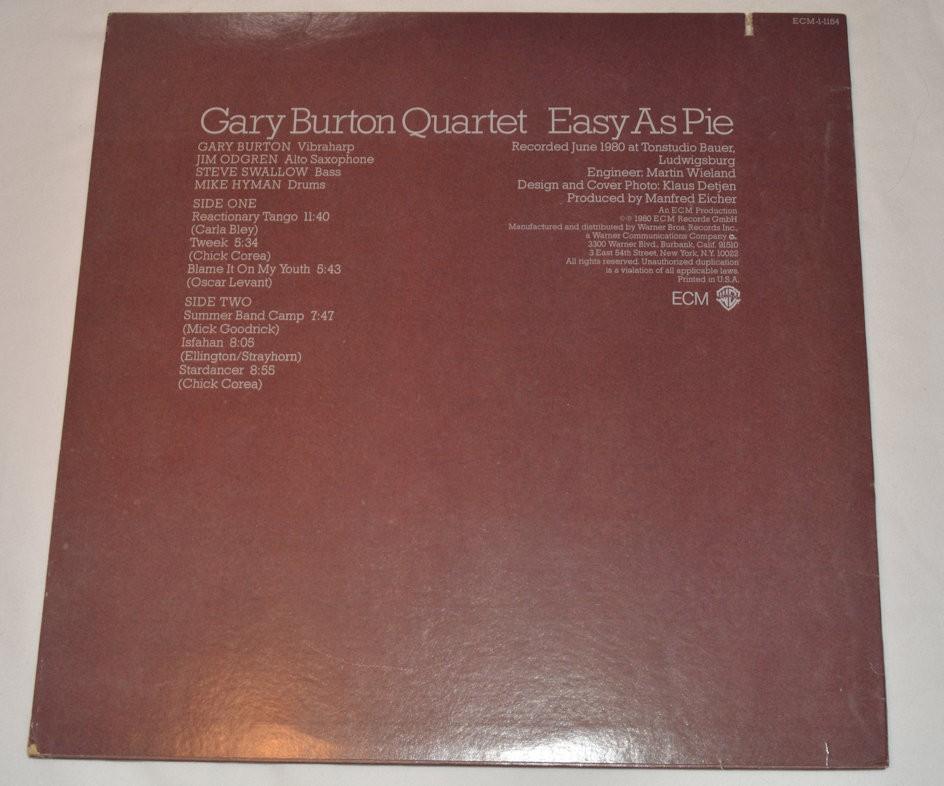 ECM-1-1184
Gary Burton Quartet Easy As Pie
GARY BURTON Vibraharp
JIM ODGREN Alto Saxophone
STEVE SWALLOW Bass
MIKE HYMAN Drums
SIDE ONE
Reactionary Tango 11:40
(Carla Bley)
Tweek 5:34
(Chick Corea)
Blame It On My Youth 5:43
(Oscar Levant)
SIDE TWO
Summer Band Camp 7:47
(Mick Goodrick)
Isfahan 8:05
(Ellington/Strayhorn)
Stardancer 8:55
(Chick Corea)
Recorded June 1980 at Tonstudio Bauer,
Ludwigsburg
Engineer: Martin Wieland
Design and Cover Photo: Klaus Detjen
Produced by Manfred Eicher
An ECM Production
©℗ 1980 ECM Records GmbH
Manufactured and distributed by Warner Bros. Records Inc.,
a Warner Communications Company
3300 Warner Blvd., Burbank, Calif. 91510
3 East 54th Street, New York, N.Y. 10022
All rights reserved. Unauthorized duplication
is a violation of all applicable laws.
Printed in U.S.A.
ECM